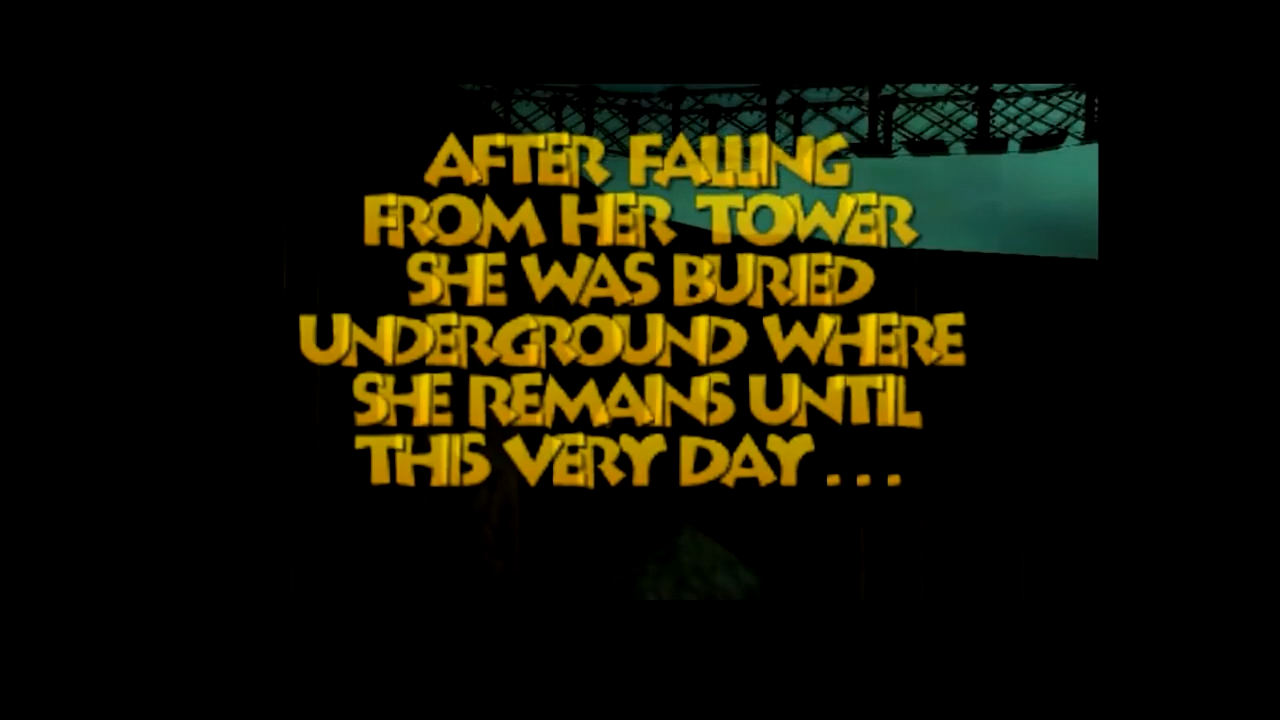 AFTER FALLING
FROM HER TOWER
SHE WAS BURIED
UNDERGROUND WHERE
SHE REMAINS UNTIL
THIS VERY DAY . . .